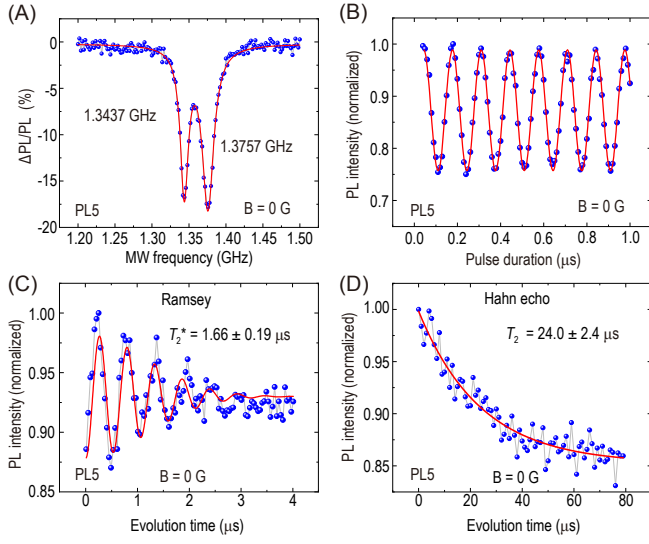 (A)
0
-5
-10
-15
-20
ΔPL/PL (%)
1.3437 GHz
1.3757 GHz
PL5
B = 0 G
1.20 1.25 1.30 1.35 1.40 1.45 1.50
MW frequency (GHz)
(B)
1.0
0.9
0.8
0.7
PL intensity (normalized)
PL5
B = 0 G
0.0 0.2 0.4 0.6 0.8 1.0
Pulse duration (μs)
(C)
Ramsey
T₂* = 1.66 ± 0.19 μs
1.00
0.95
0.90
0.85
PL intensity (normalized)
PL5
B = 0 G
0 1 2 3 4
Evolution time (μs)
(D)
Hahn echo
T₂ = 24.0 ± 2.4 μs
1.00
0.95
0.90
0.85
PL intensity (normalized)
PL5
B = 0 G
0 20 40 60 80
Evolution time (μs)